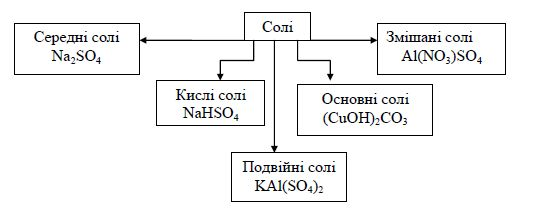 Солі
Середні солі
Na₂SO₄
Змішані солі
Al(NO₃)SO₄
Кислі солі
NaHSO₄
Основні солі
(CuOH)₂CO₃
Подвійні солі
KAl(SO₄)₂